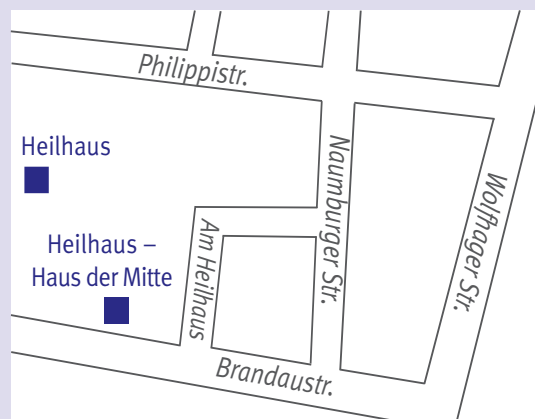 Philippistr.
Heilhaus
Naumburger Str.
Wolfhager Str.
Am Heilhaus
Heilhaus –
Haus der Mitte
Brandaustr.